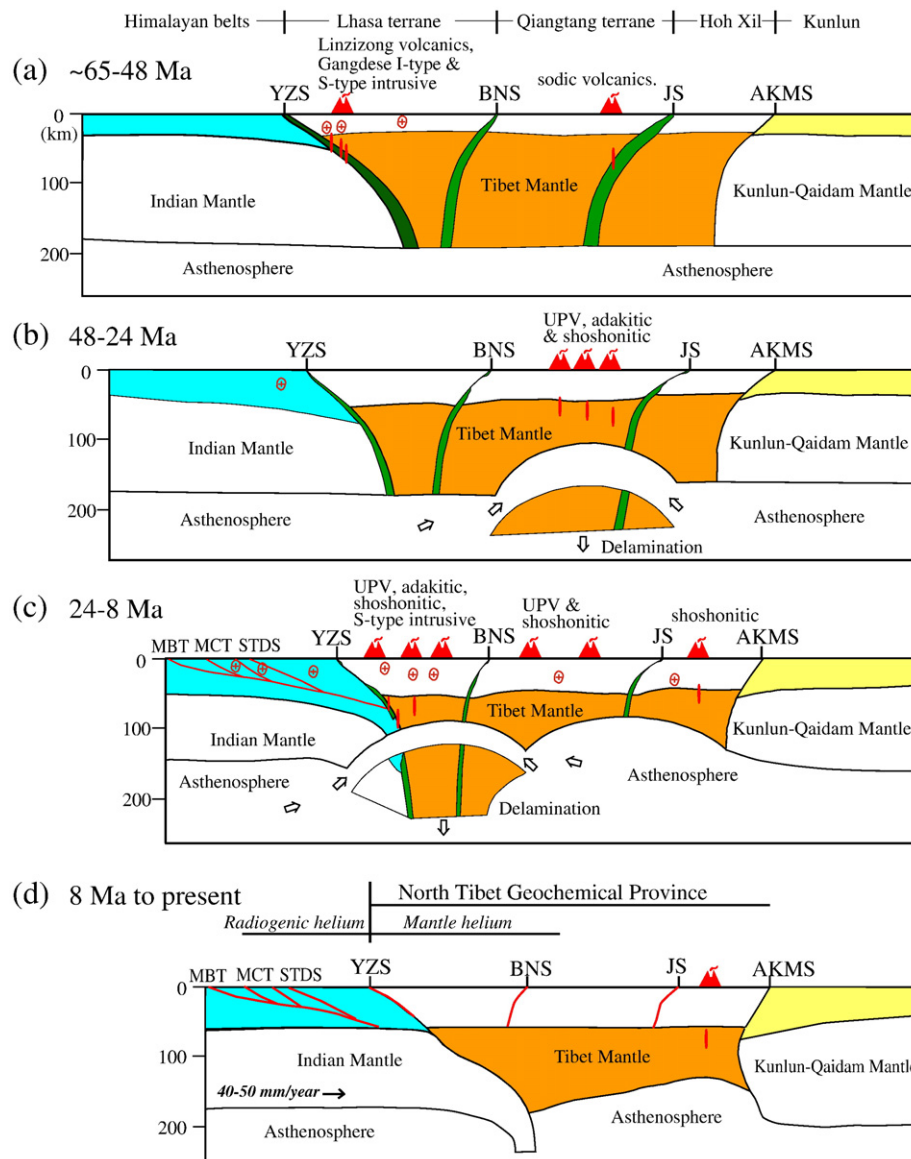 Himalayan belts Lhasa terrane Qiangtang terrane Hoh Xil Kunlun
(a) ~65-48 Ma
Linzizong volcanics,
Gangdese I-type &
S-type intrusive
sodic volcanics.
YZS BNS JS AKMS
0
(km)
100
200
Indian Mantle
Tibet Mantle
Kunlun-Qaidam Mantle
Asthenosphere Asthenosphere
(b) 48-24 Ma
UPV, adakitic
& shoshonitic
YZS BNS JS AKMS
0
100
200
Indian Mantle
Tibet Mantle
Kunlun-Qaidam Mantle
Asthenosphere Asthenosphere
Delamination
(c) 24-8 Ma
UPV, adakitic,
shoshonitic,
S-type intrusive
UPV &
shoshonitic
shoshonitic
MBT MCT STDS YZS BNS JS AKMS
0
100
200
Indian Mantle
Tibet Mantle
Kunlun-Qaidam Mantle
Asthenosphere Asthenosphere
Delamination
(d) 8 Ma to present
North Tibet Geochemical Province
Radiogenic helium Mantle helium
MBT MCT STDS YZS BNS JS AKMS
0
100
200
Indian Mantle
Tibet Mantle
Kunlun-Qaidam Mantle
40-50 mm/year
Asthenosphere Asthenosphere